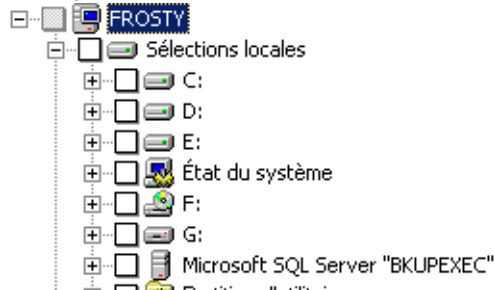 FROSTY
Sélections locales
C:
D:
E:
État du système
F:
G:
Microsoft SQL Server "BKUPEXEC"